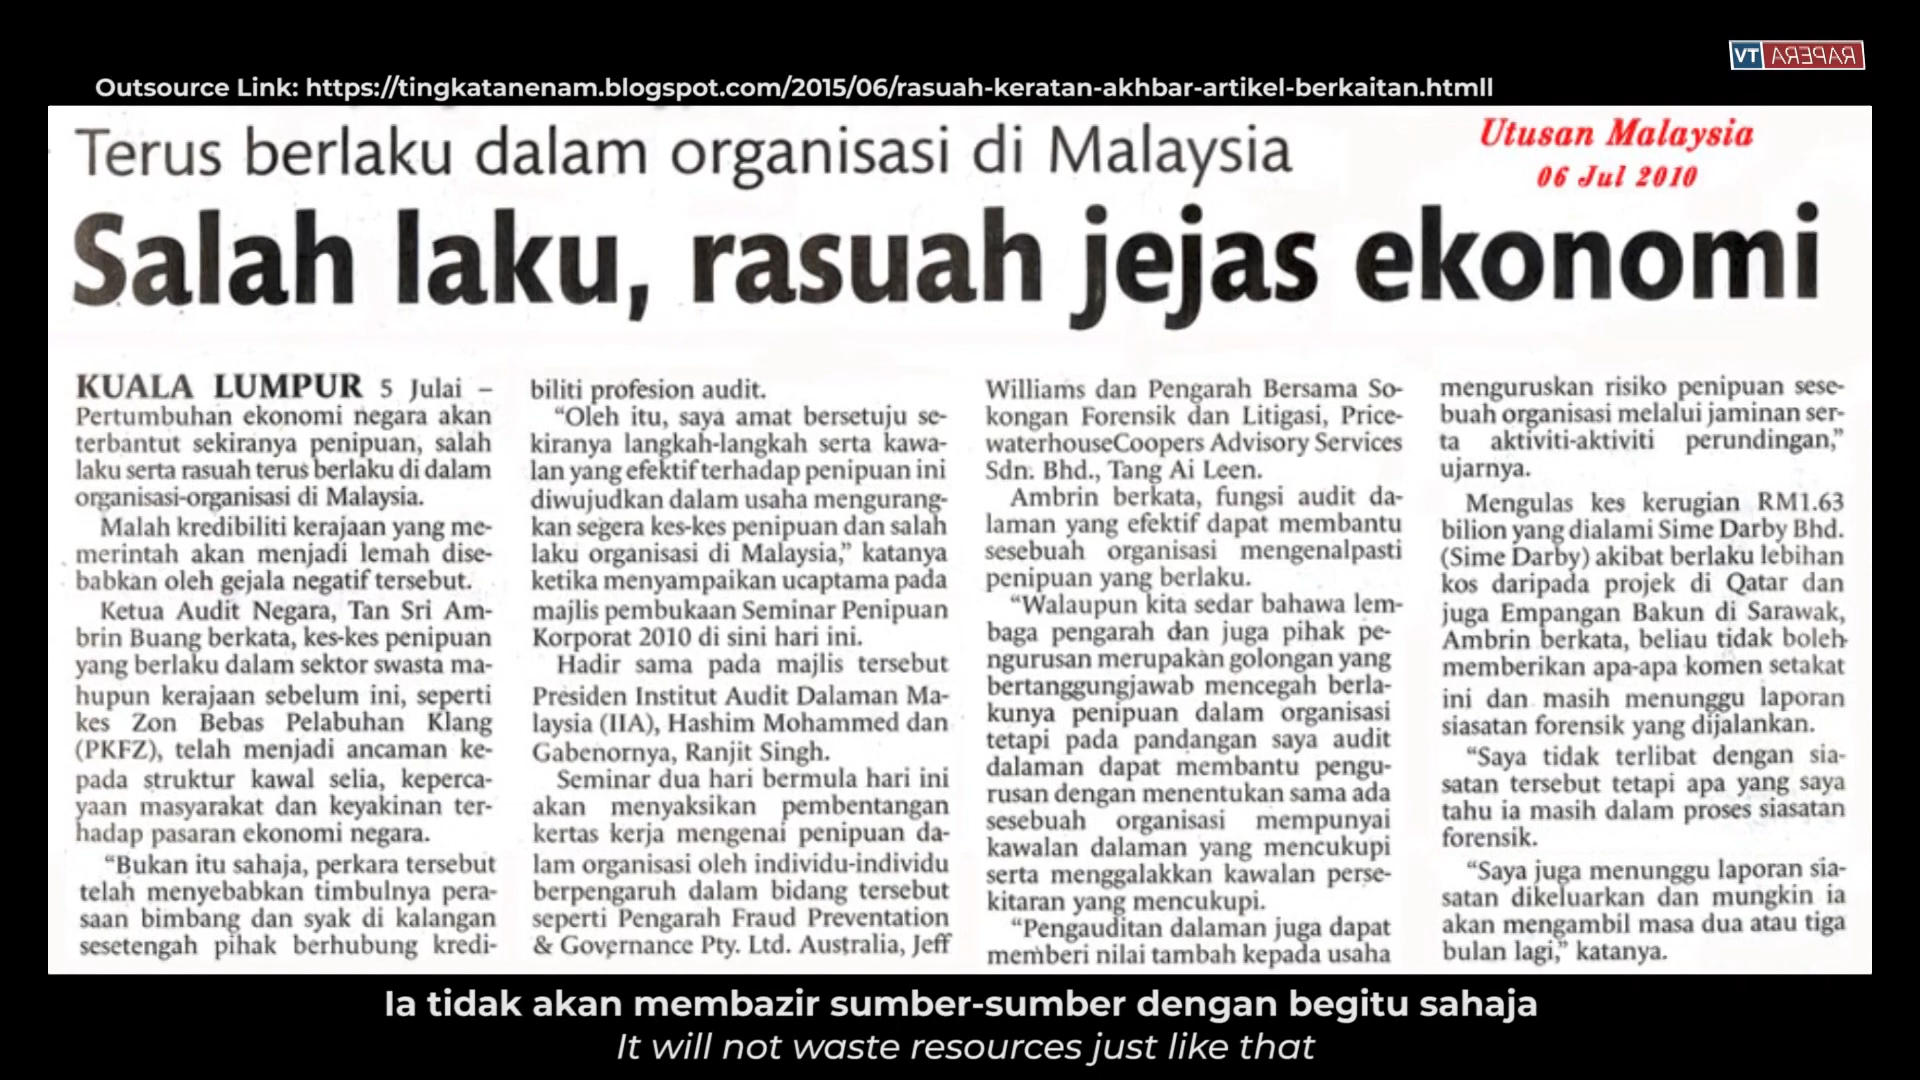 VT RAPERA
Outsource Link: https://tingkatanenam.blogspot.com/2015/06/rasuah-keratan-akhbar-artikel-berkaitan.htmll
Terus berlaku dalam organisasi di Malaysia
Utusan Malaysia
06 Jul 2010
Salah laku, rasuah jejas ekonomi
KUALA LUMPUR 5 Julai –
Pertumbuhan ekonomi negara akan
terbantut sekiranya penipuan, salah
laku serta rasuah terus berlaku di dalam
organisasi-organisasi di Malaysia.
Malah kredibiliti kerajaan yang me-
merintah akan menjadi lemah dise-
babkan oleh gejala negatif tersebut.
Ketua Audit Negara, Tan Sri Am-
brin Buang berkata, kes-kes penipuan
yang berlaku dalam sektor swasta ma-
hupun kerajaan sebelum ini, seperti
kes Zon Bebas Pelabuhan Klang
(PKFZ), telah menjadi ancaman ke-
pada struktur kawal selia, keperca-
yaan masyarakat dan keyakinan ter-
hadap pasaran ekonomi negara.
“Bukan itu sahaja, perkara tersebut
telah menyebabkan timbulnya pera-
saan bimbang dan syak di kalangan
sesetengah pihak berhubung kredi-
biliti profesion audit.
“Oleh itu, saya amat bersetuju se-
kiranya langkah-langkah serta kawa-
lan yang efektif terhadap penipuan ini
diwujudkan dalam usaha mengurang-
kan segera kes-kes penipuan dan salah
laku organisasi di Malaysia,” katanya
ketika menyampaikan ucaptama pada
majlis pembukaan Seminar Penipuan
Korporat 2010 di sini hari ini.
Hadir sama pada majlis tersebut
Presiden Institut Audit Dalaman Ma-
laysia (IIA), Hashim Mohammed dan
Gabenornya, Ranjit Singh.
Seminar dua hari bermula hari ini
akan menyaksikan pembentangan
kertas kerja mengenai penipuan da-
lam organisasi oleh individu-individu
berpengaruh dalam bidang tersebut
seperti Pengarah Fraud Preventation
& Governance Pty. Ltd. Australia, Jeff
Williams dan Pengarah Bersama So-
kongan Forensik dan Litigasi, Price-
waterhouseCoopers Advisory Services
Sdn. Bhd., Tang Ai Leen.
Ambrin berkata, fungsi audit da-
laman yang efektif dapat membantu
sesebuah organisasi mengenalpasti
penipuan yang berlaku.
“Walaupun kita sedar bahawa lem-
baga pengarah dan juga pihak pe-
ngurusan merupakan golongan yang
bertanggungjawab mencegah berla-
kunya penipuan dalam organisasi
tetapi pada pandangan saya audit
dalaman dapat membantu pengu-
rusan dengan menentukan sama ada
sesebuah organisasi mempunyai
kawalan dalaman yang mencukupi
serta menggalakkan kawalan perse-
kitaran yang mencukupi.
“Pengauditan dalaman juga dapat
memberi nilai tambah kepada usaha
menguruskan risiko penipuan sese-
buah organisasi melalui jaminan ser-
ta aktiviti-aktiviti perundingan,”
ujarnya.
Mengulas kes kerugian RM1.63
bilion yang dialami Sime Darby Bhd.
(Sime Darby) akibat berlaku lebihan
kos daripada projek di Qatar dan
juga Empangan Bakun di Sarawak,
Ambrin berkata, beliau tidak boleh
memberikan apa-apa komen setakat
ini dan masih menunggu laporan
siasatan forensik yang dijalankan.
“Saya tidak terlibat dengan sia-
satan tersebut tetapi apa yang saya
tahu ia masih dalam proses siasatan
forensik.
“Saya juga menunggu laporan sia-
satan dikeluarkan dan mungkin ia
akan mengambil masa dua atau tiga
bulan lagi,” katanya.
Ia tidak akan membazir sumber-sumber dengan begitu sahaja
It will not waste resources just like that